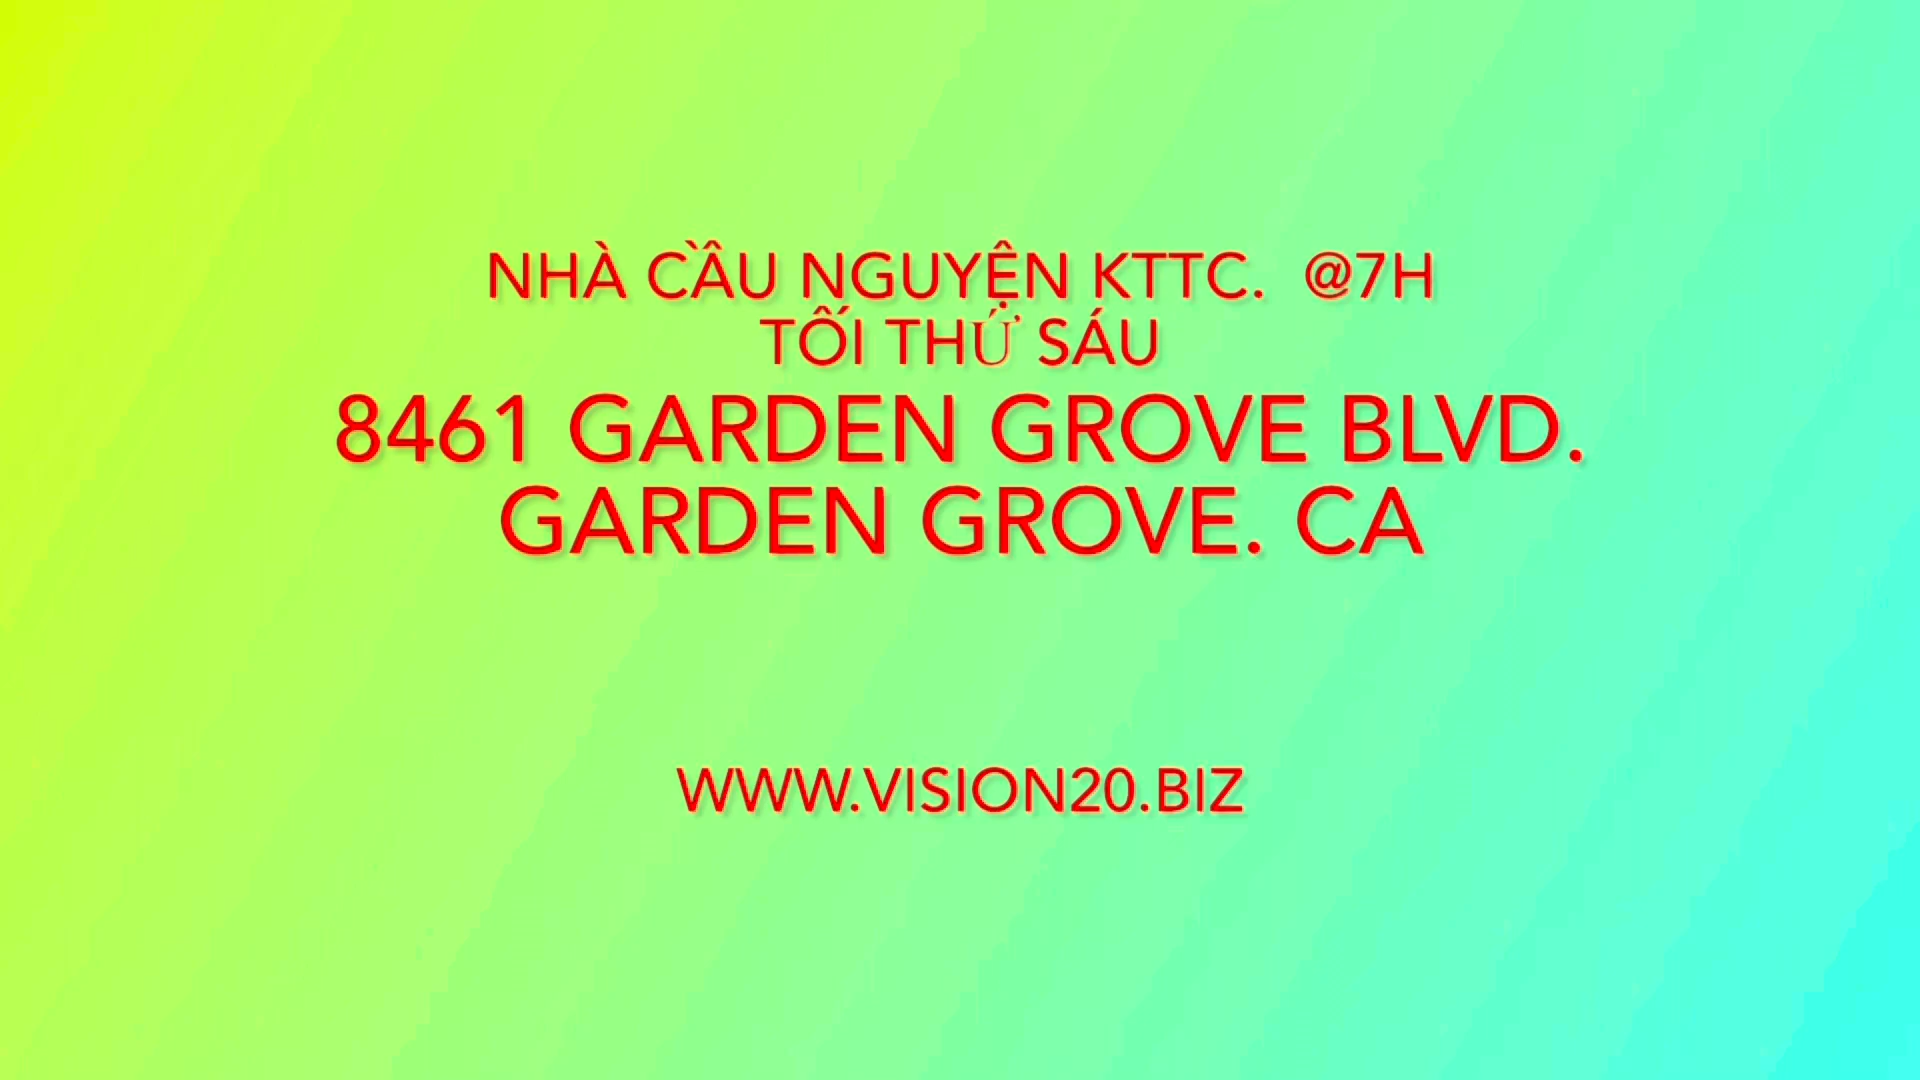 NHÀ CẦU NGUYỆN KTTC. @7H
TỐI THỨ SÁU
8461 GARDEN GROVE BLVD.
GARDEN GROVE. CA
WWW.VISION20.BIZ